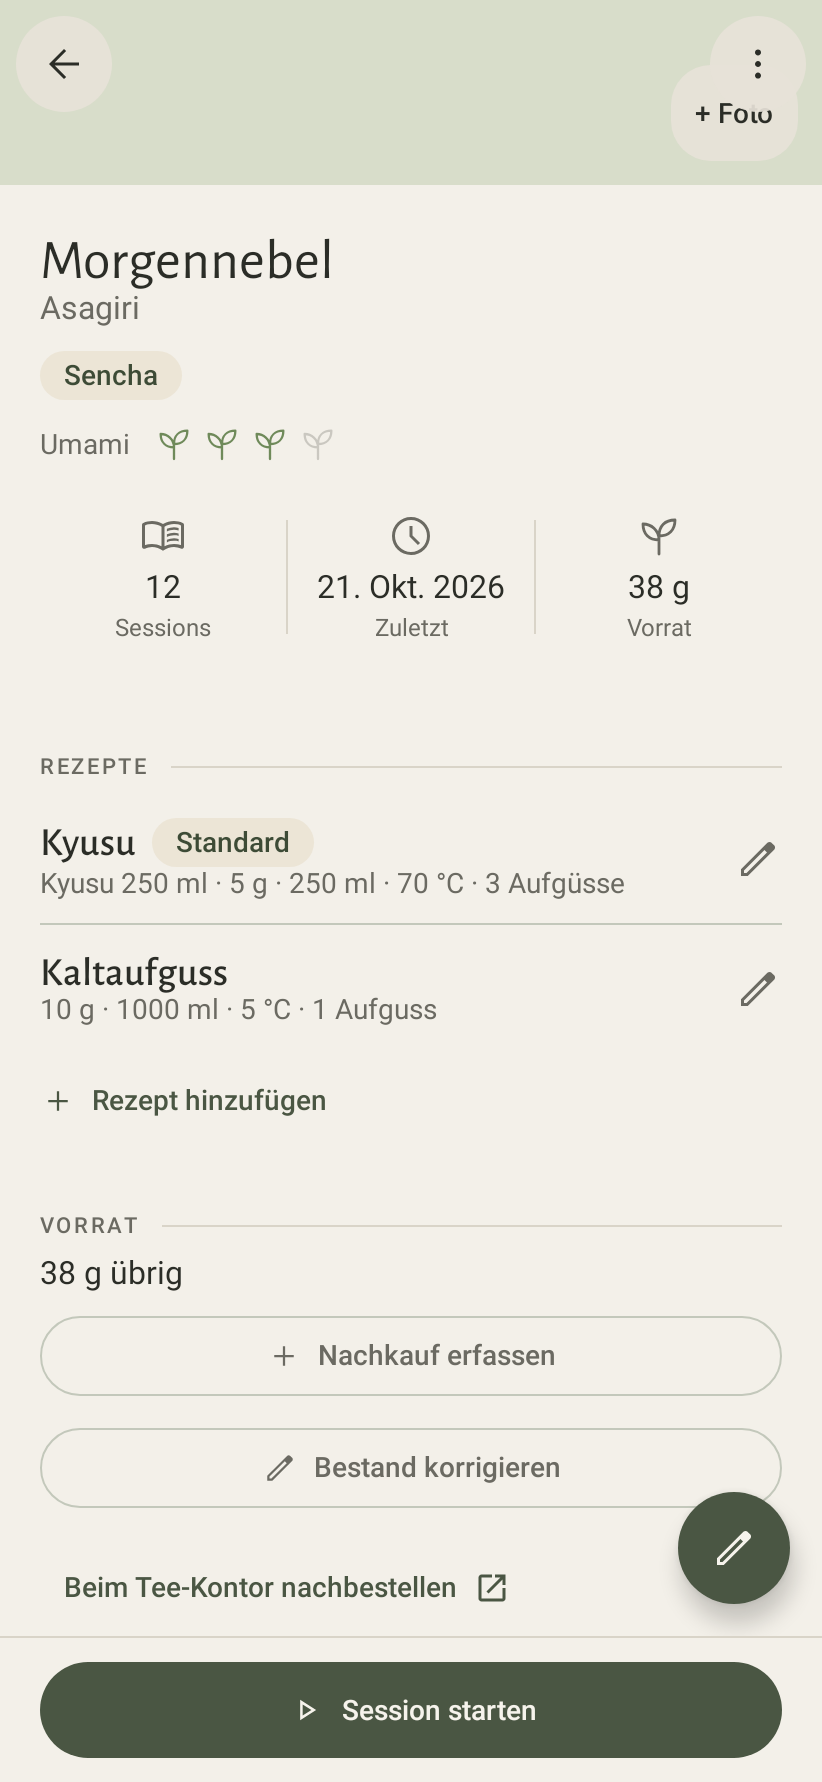 + Foto
Morgennebel
Asagiri
Sencha
Umami
12
Sessions
21. Okt. 2026
Zuletzt
38 g
Vorrat
REZEPTE
Kyusu Standard
Kyusu 250 ml · 5 g · 250 ml · 70 °C · 3 Aufgüsse
Kaltaufguss
10 g · 1000 ml · 5 °C · 1 Aufguss
+ Rezept hinzufügen
VORRAT
38 g übrig
+ Nachkauf erfassen
Bestand korrigieren
Beim Tee-Kontor nachbestellen
Session starten